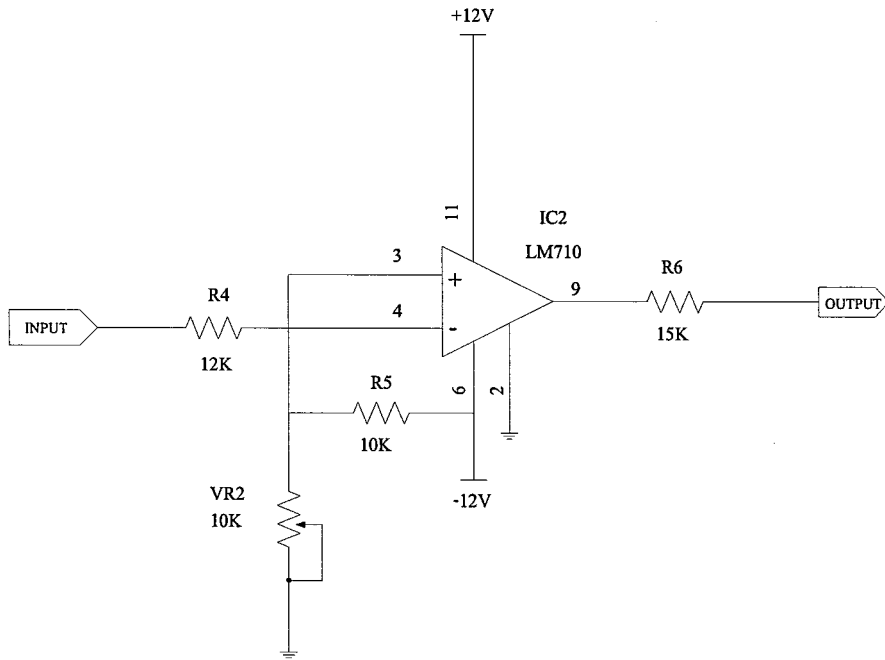 +12V
11
IC2
LM710
3
+
R4
4
-
9
R6
INPUT
OUTPUT
12K
15K
R5
6
2
10K
VR2
10K
-12V